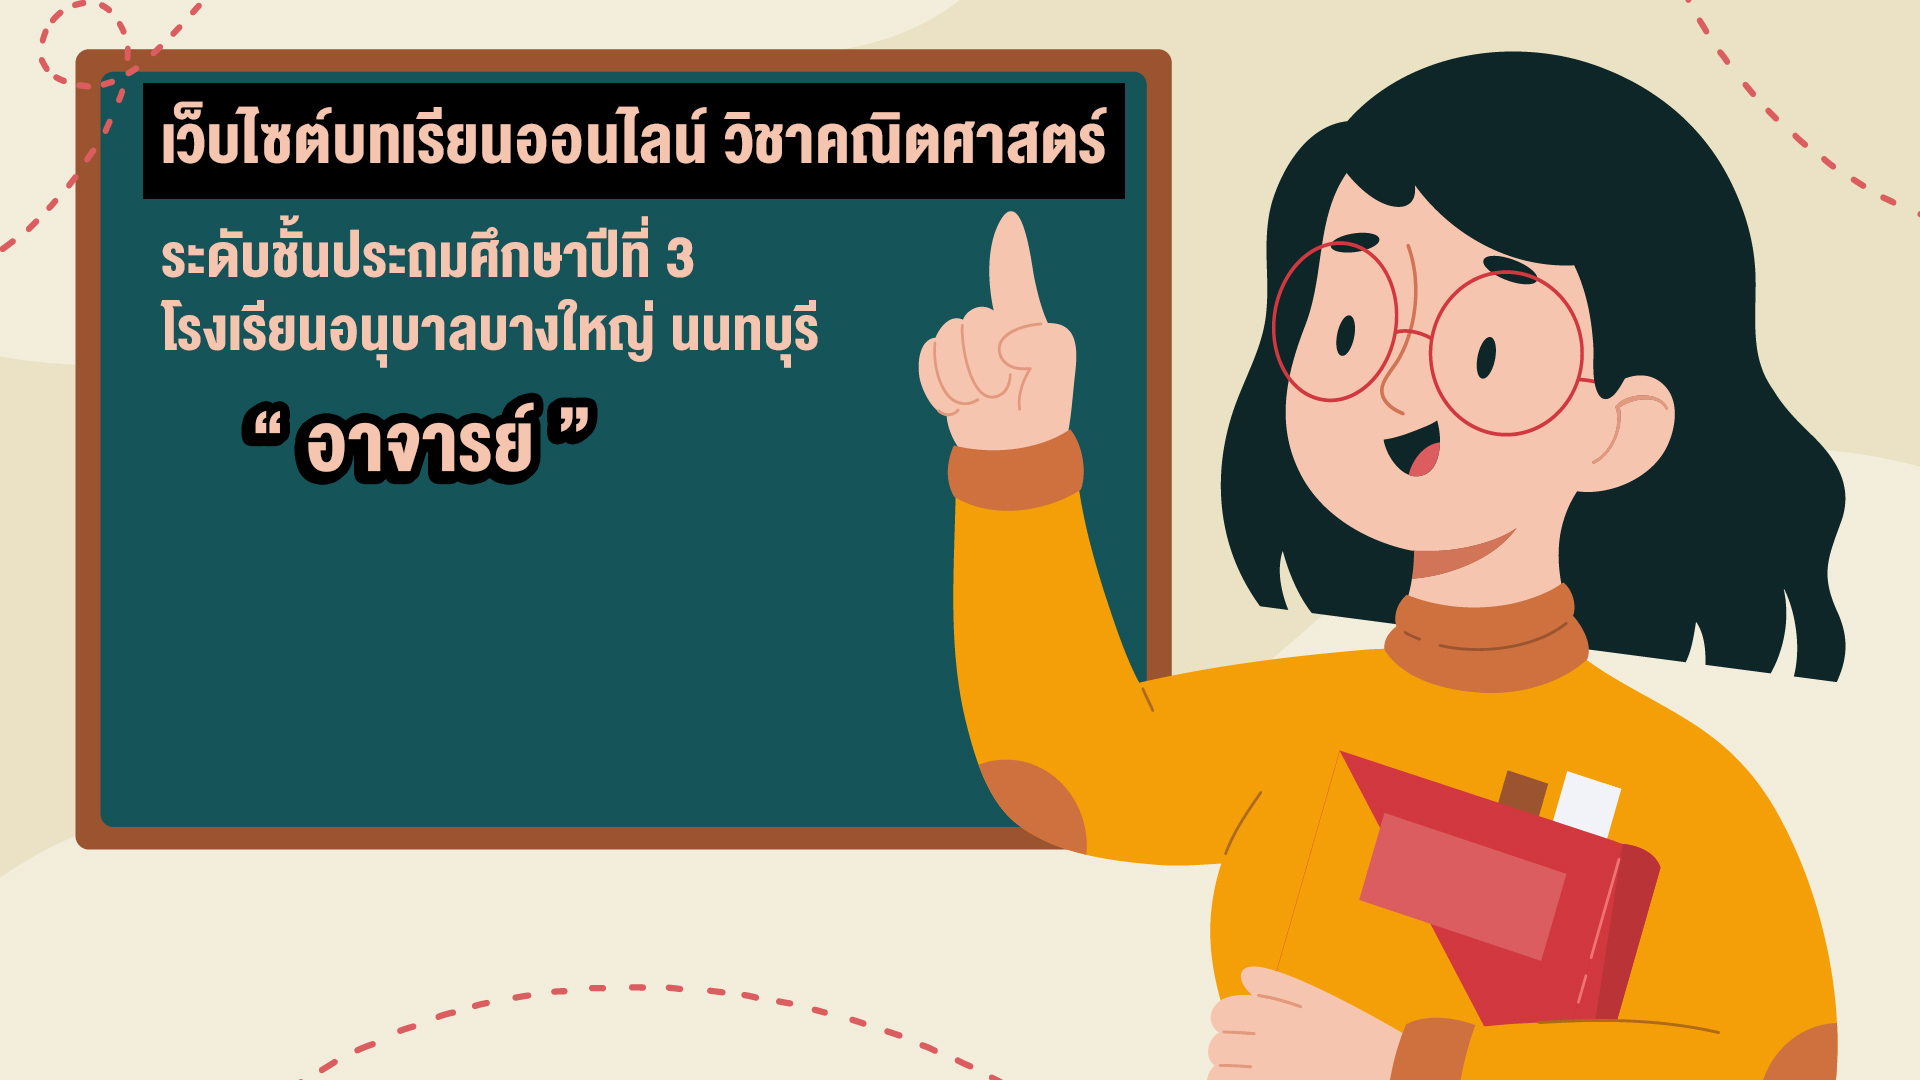 เว็บไซต์บทเรียนออนไลน์ วิชาคณิตศาสตร์
ระดับชั้นประถมศึกษาปีที่ 3
โรงเรียนอนุบาลบางใหญ่ นนทบุรี
“ อาจารย์ ”